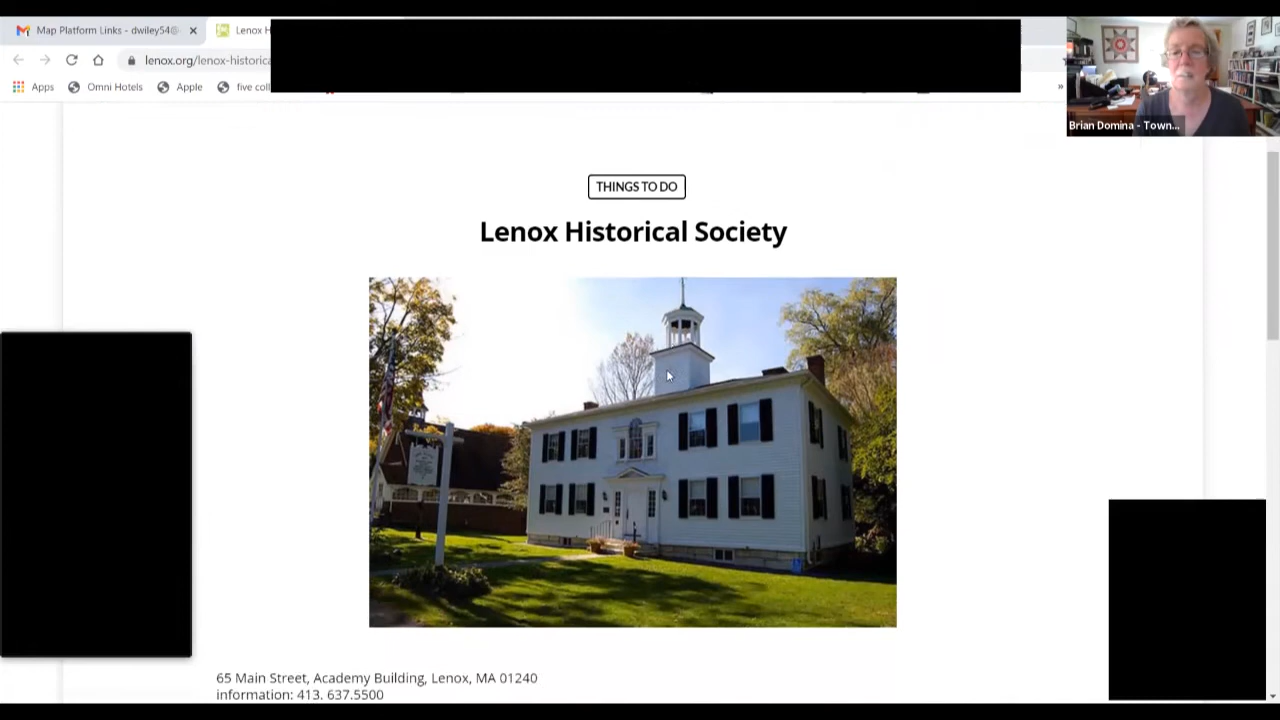 Map Platform Links - dwiley54@
Lenox H
lenox.org/lenox-historica
Apps
Omni Hotels
Apple
five coll
»
Brian Domina - Town...
THINGS TO DO
Lenox Historical Society
65 Main Street, Academy Building, Lenox, MA 01240
information: 413. 637.5500